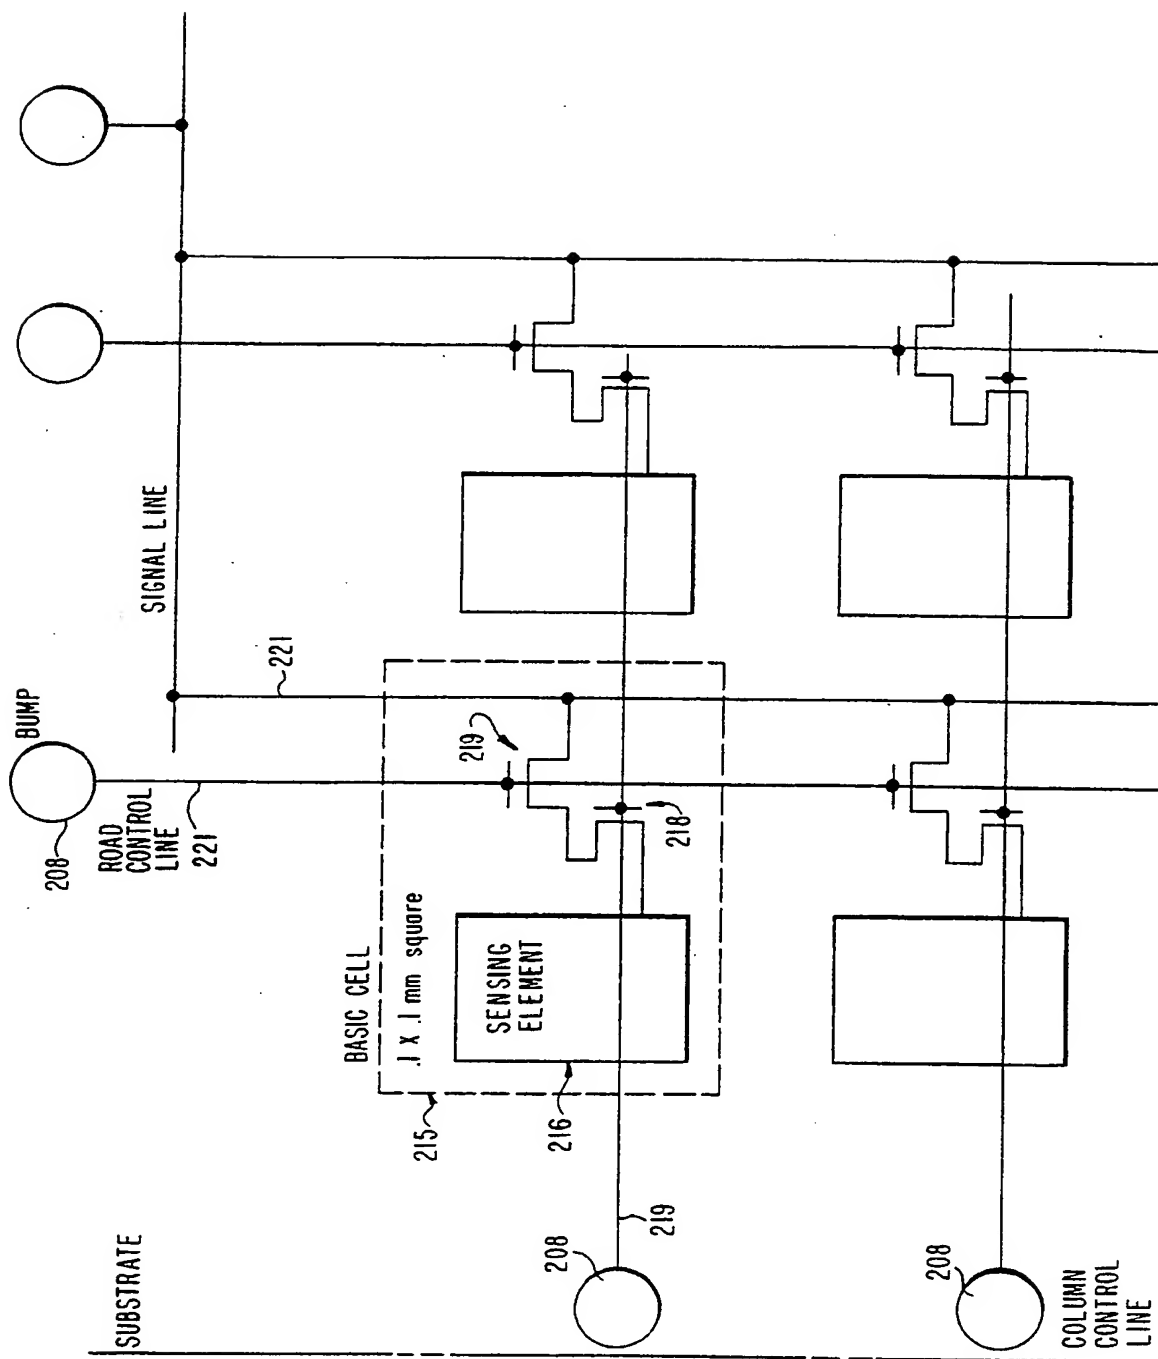 SUBSTRATE
208
219
208
COLUMN
CONTROL
LINE
BASIC CELL
.1 X .1 mm square
215
216
SENSING
ELEMENT
218
219
221
BUMP
208
ROAD
CONTROL
LINE
221
SIGNAL LINE